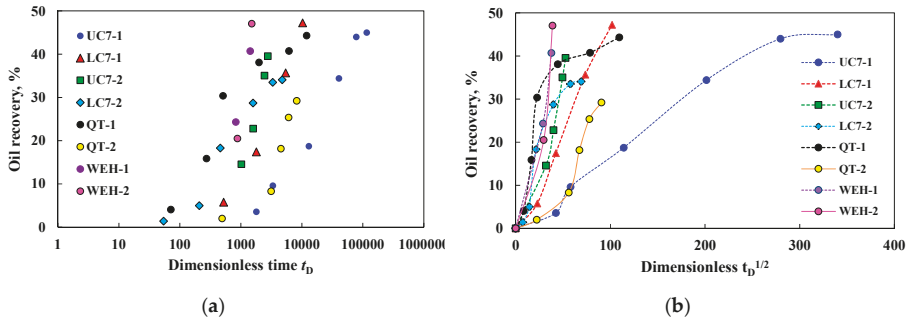 Oil recovery, %
50
40
30
20
10
0
1
10
100
1000
10000
100000
1000000
Dimensionless time tD
UC7-1
LC7-1
UC7-2
LC7-2
QT-1
QT-2
WEH-1
WEH-2
(a)
Oil recovery, %
50
40
30
20
10
0
0
100
200
300
400
Dimensionless tD1/2
UC7-1
LC7-1
UC7-2
LC7-2
QT-1
QT-2
WEH-1
WEH-2
(b)